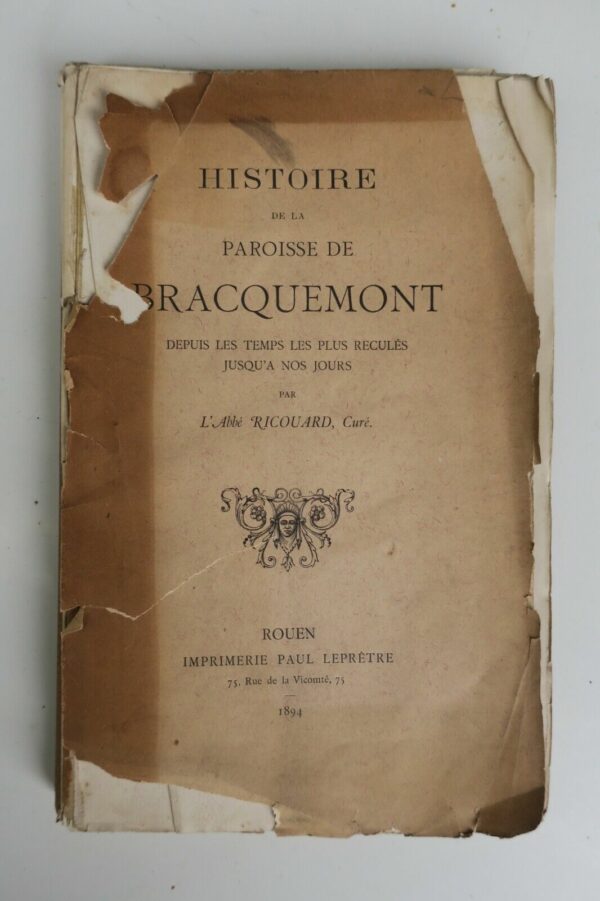 HISTOIRE
DE LA
PAROISSE DE
BRACQUEMONT
DEPUIS LES TEMPS LES PLUS RECULÉS
JUSQU'A NOS JOURS
PAR
L'Abbé RICOUARD, Curé.
ROUEN
IMPRIMERIE PAUL LEPRÊTRE
75, Rue de la Vicomté, 75
1894